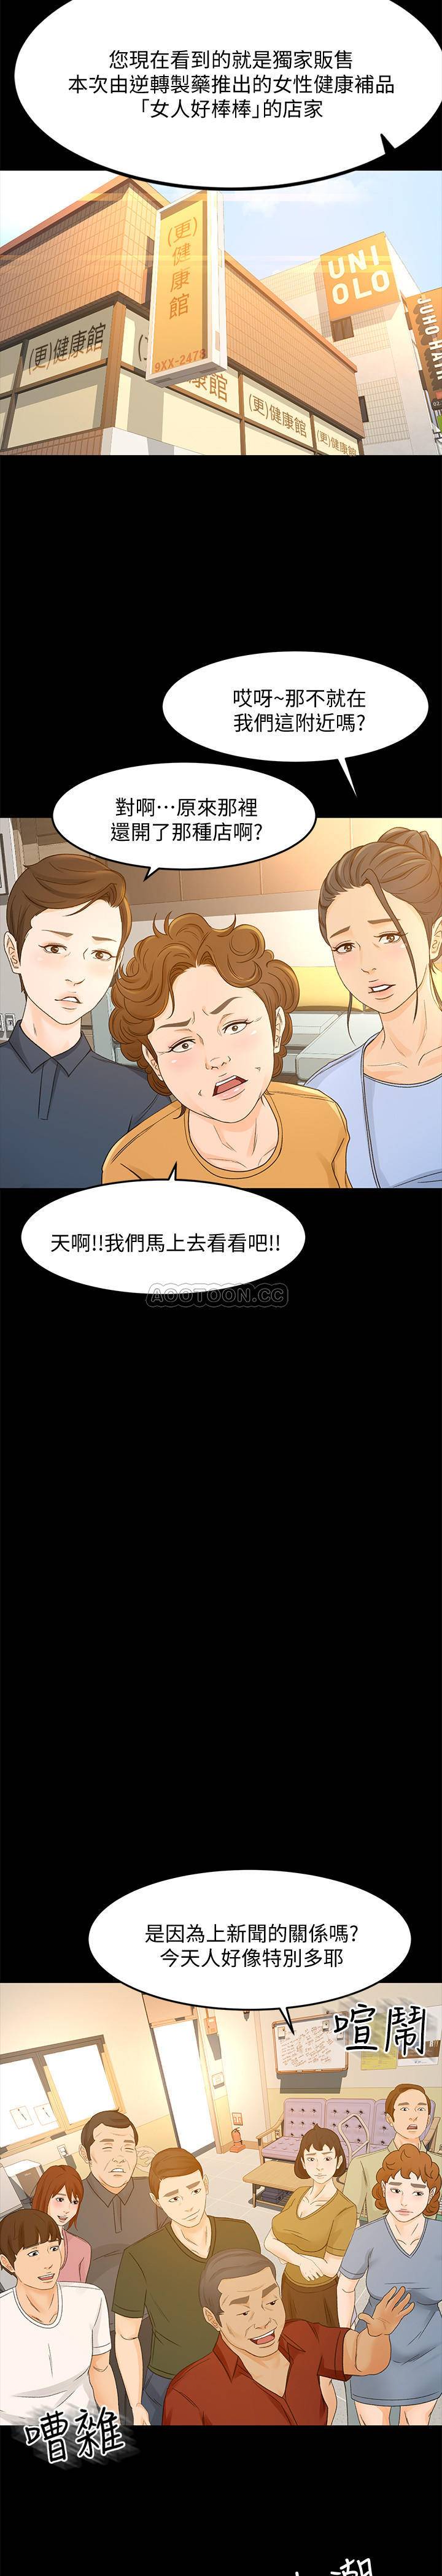 您現在看到的就是獨家販售
本次由逆轉製藥推出的女性健康補品
「女人好棒棒」的店家
(更)健康館
9XX-2478
UNI
QLO
JUHO HAIR
(更)健康館
健康館
(更)健康館
(更)健康館
哎呀~那不就在
我們這附近嗎?
對啊…原來那裡
還開了那種店啊?
天啊!!我們馬上去看看吧!!
AOOTOON.CC
是因為上新聞的關係嗎?
今天人好像特別多耶
喧鬧
嘈雜